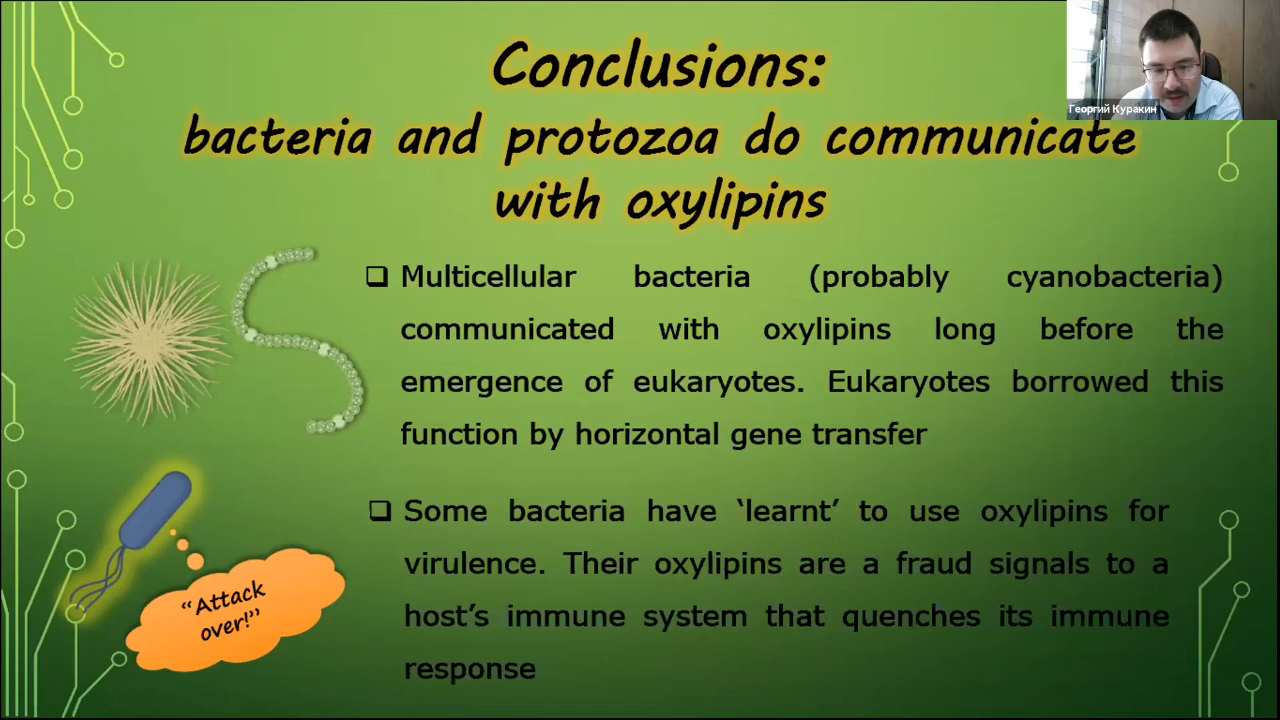 Conclusions:
bacteria and protozoa do communicate
with oxylipins
Георгий Куракин
Multicellular bacteria (probably cyanobacteria)
communicated with oxylipins long before the
emergence of eukaryotes. Eukaryotes borrowed this
function by horizontal gene transfer
Some bacteria have ‘learnt’ to use oxylipins for
virulence. Their oxylipins are a fraud signals to a
host’s immune system that quenches its immune
response
“Attack
over!”